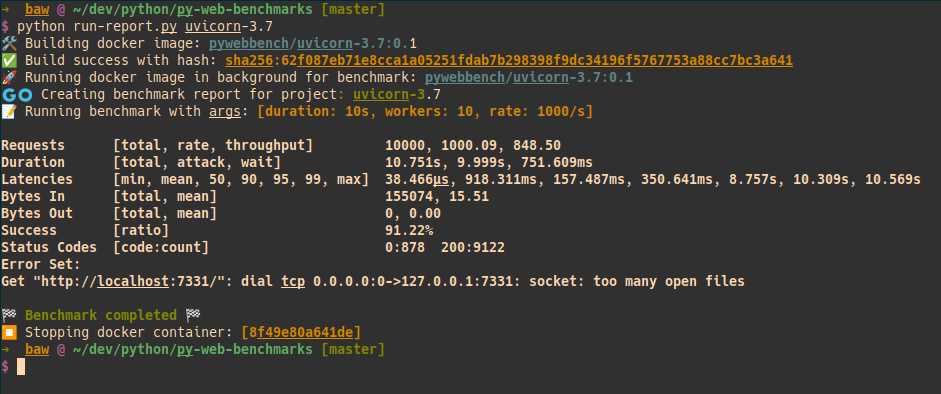 → baw @ ~/dev/python/py-web-benchmarks [master]
$ python run-report.py uvicorn-3.7
🛠 Building docker image: pywebbench/uvicorn-3.7:0.1
✅ Build success with hash: sha256:62f087eb71e8cca1a05251fdab7b298398f9dc34196f5767753a88cc7bc3a641
🚀 Running docker image in background for benchmark: pywebbench/uvicorn-3.7:0.1
GO Creating benchmark report for project: uvicorn-3.7
📝 Running benchmark with args: [duration: 10s, workers: 10, rate: 1000/s]
Requests [total, rate, throughput] 10000, 1000.09, 848.50
Duration [total, attack, wait] 10.751s, 9.999s, 751.609ms
Latencies [min, mean, 50, 90, 95, 99, max] 38.466µs, 918.311ms, 157.487ms, 350.641ms, 8.757s, 10.309s, 10.569s
Bytes In [total, mean] 155074, 15.51
Bytes Out [total, mean] 0, 0.00
Success [ratio] 91.22%
Status Codes [code:count] 0:878 200:9122
Error Set:
Get "http://localhost:7331/": dial tcp 0.0.0.0:0->127.0.0.1:7331: socket: too many open files
🏁 Benchmark completed 🏁
⏹ Stopping docker container: [8f49e80a641de]
→ baw @ ~/dev/python/py-web-benchmarks [master]
$